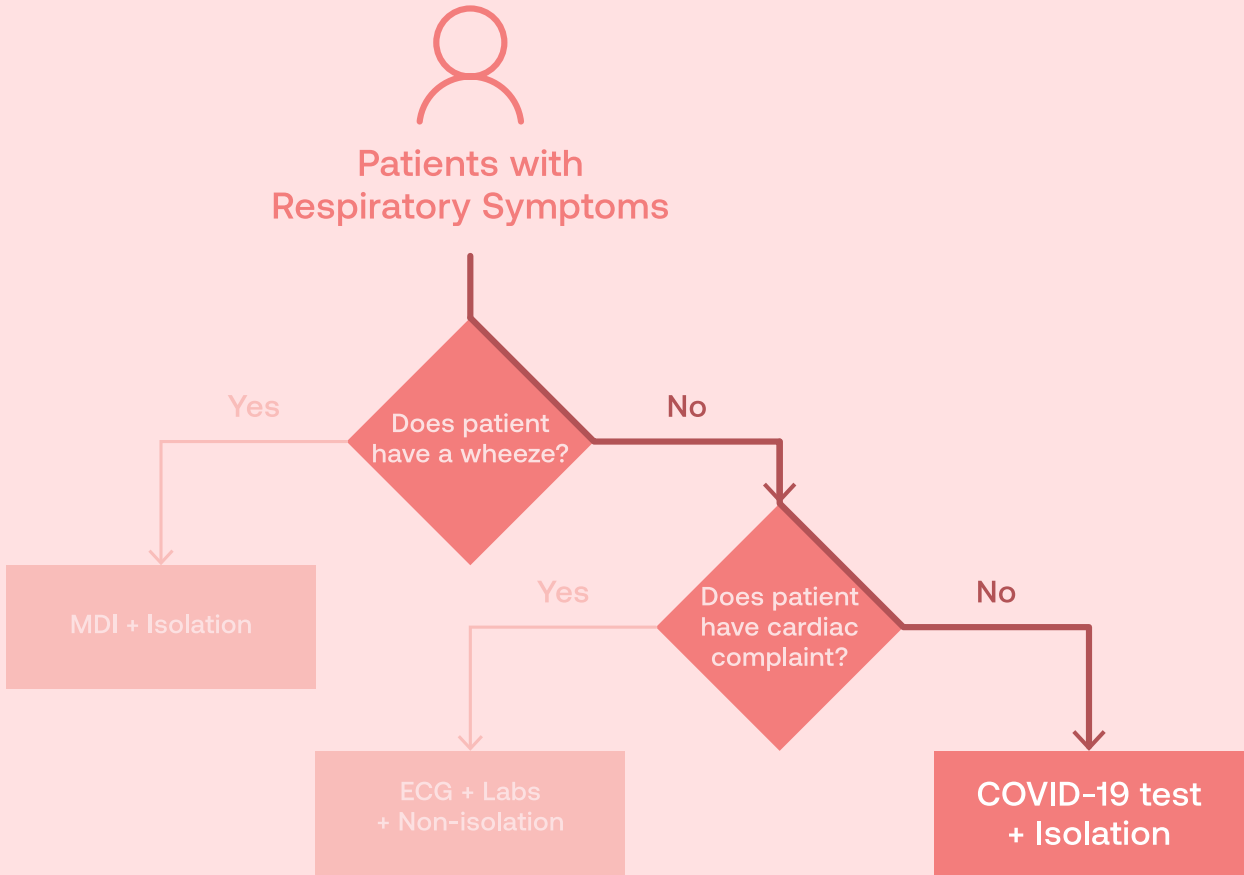 Patients with
Respiratory Symptoms
Yes
No
Does patient
have a wheeze?
MDI + Isolation
Yes
No
Does patient
have cardiac
complaint?
ECG + Labs
+ Non-isolation
COVID-19 test
+ Isolation